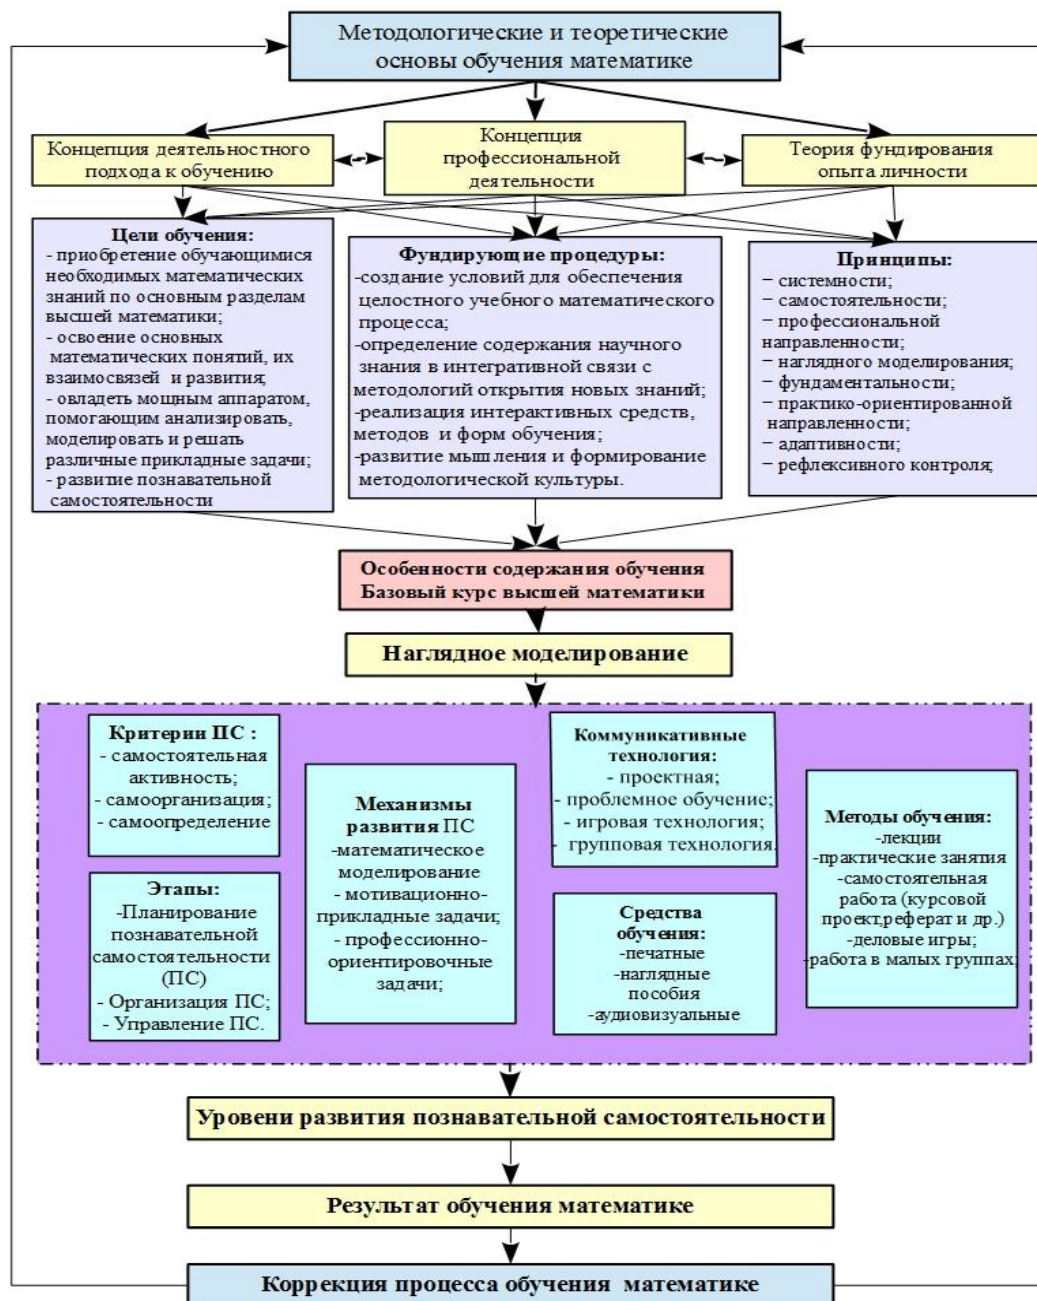 Методологические и теоретические
основы обучения математике
Концепция деятельностного
подхода к обучению
Концепция
профессиональной
деятельности
Теория фундирования
опыта личности
Цели обучения:
- приобретение обучающимися
необходимых математических
знаний по основным разделам
высшей математики;
- освоение основных
математических понятий, их
взаимосвязей и развития;
- овладеть мощным аппаратом,
помогающим анализировать,
моделировать и решать
различные прикладные задачи;
- развитие познавательной
самостоятельности
Фундирующие процедуры:
-создание условий для обеспечения
целостного учебного математического
процесса;
-определение содержания научного
знания в интегративной связи с
методологий открытия новых знаний;
-реализация интерактивных средств,
методов и форм обучения;
-развитие мышления и формирование
методологической культуры.
Принципы:
− системности;
− самостоятельности;
− профессиональной
направленности;
− наглядного моделирования;
− фундаментальности;
− практико-ориентированной
направленности;
− адаптивности;
− рефлексивного контроля;
Особенности содержания обучения
Базовый курс высшей математики
Наглядное моделирование
Критерии ПС :
- самостоятельная
активность;
- самоорганизация;
- самоопределение
Этапы:
-Планирование
познавательной
самостоятельности
(ПС)
- Организация ПС;
- Управление ПС.
Механизмы
развития ПС
-математическое
моделирование
- мотивационно-
прикладные задачи;
- профессионно-
ориентировочные
задачи;
Коммуникативные
технология:
- проектная;
- проблемное обучение;
- игровая технология;
- групповая технология.
Средства
обучения:
-печатные
-наглядные
пособия
-аудиовизуальные
Методы обучения:
-лекции
-практические занятия
-самостоятельная
работа (курсовой
проект,реферат и др.)
-деловые игры;
-работа в малых группах;
Уровени развития познавательной самостоятельности
Результат обучения математике
Коррекция процесса обучения математике